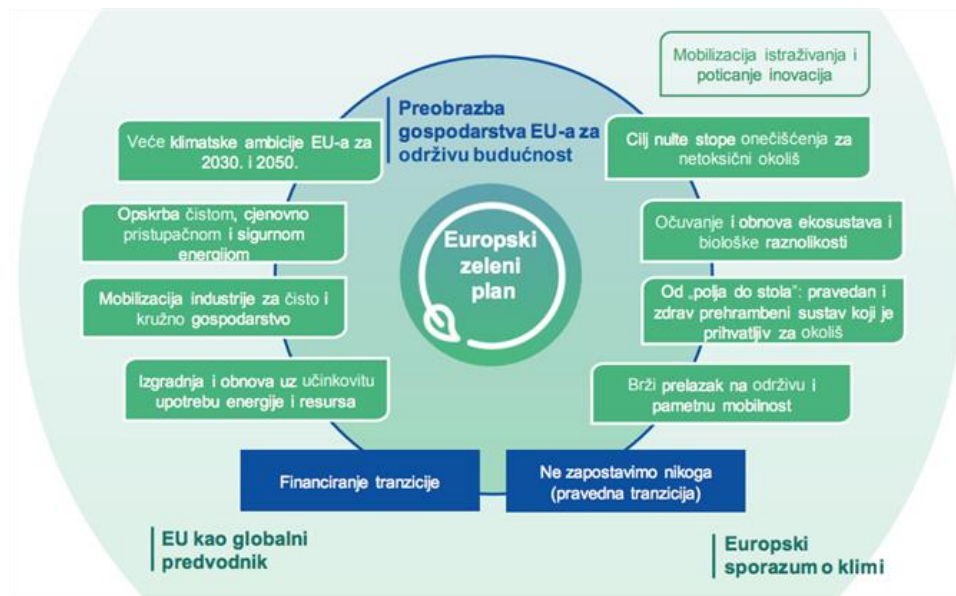 Mobilizacija istraživanja i
poticanje inovacija
Preobrazba
gospodarstva EU-a za
održivu budućnost
Veće klimatske ambicije EU-a za
2030. i 2050.
Cilj nulte stope onečišćenja za
netoksični okoliš
Opskrba čistom, cjenovno
pristupačnom i sigurnom
energijom
Očuvanje i obnova ekosustava i
biološke raznolikosti
Europski
zeleni
plan
Mobilizacija industrije za čisto i
kružno gospodarstvo
Od „polja do stola”: pravedan i
zdrav prehrambeni sustav koji je
prihvatljiv za okoliš
Izgradnja i obnova uz učinkovitu
upotrebu energije i resursa
Brži prelazak na održivu i
pametnu mobilnost
Financiranje tranzicije
Ne zapostavimo nikoga
(pravedna tranzicija)
EU kao globalni
predvodnik
Europski
sporazum o klimi